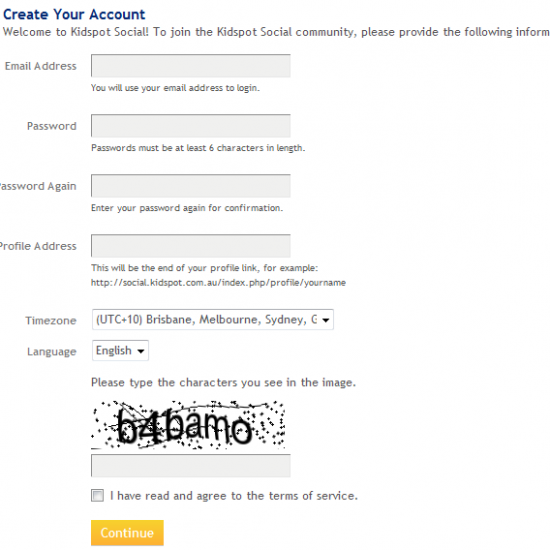 Create Your Account
Welcome to Kidspot Social! To join the Kidspot Social community, please provide the following inform
Email Address
You will use your email address to login.
Password
Passwords must be at least 6 characters in length.
assword Again
Enter your password again for confirmation.
Profile Address
This will be the end of your profile link, for example:
http://social.kidspot.com.au/index.php/profile/yourname
Timezone (UTC+10) Brisbane, Melbourne, Sydney, G
Language English
Please type the characters you see in the image.
b4bamo
I have read and agree to the terms of service.
Continue